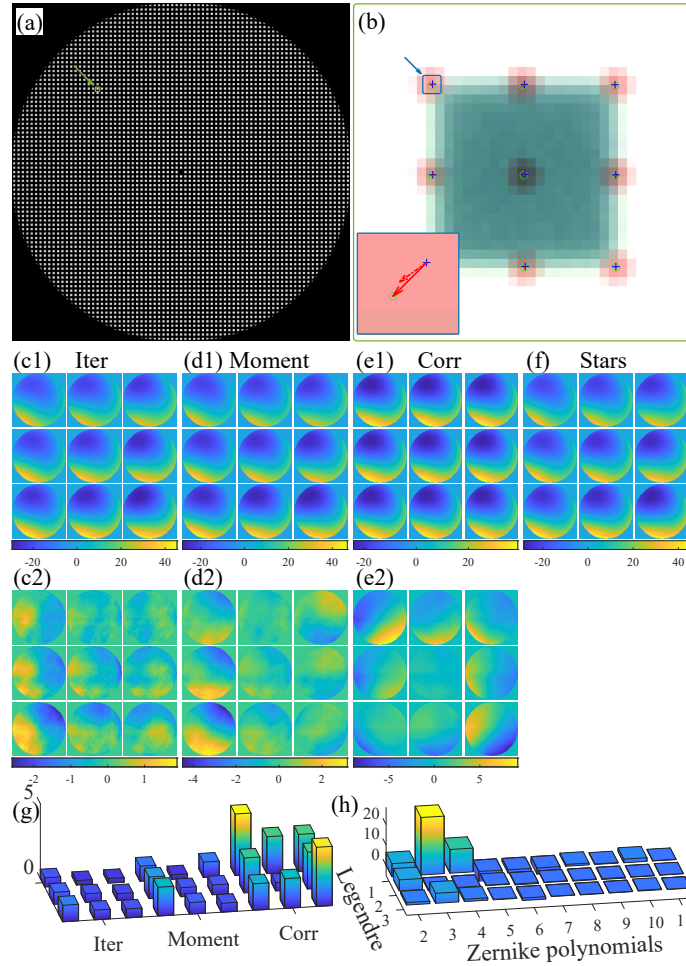 (a)
(b)
(c1) Iter (d1) Moment (e1) Corr (f) Stars
-20 0 20 40 -20 0 20 40 -20 0 20 40 -20 0 20 40
(c2) (d2) (e2)
-2 -1 0 1 -4 -2 0 2 -5 0 5
(g)
5
0
Iter Moment Corr
(h)
20
10
0
1
2
3
Legendre
2 3 4 5 6 7 8 9 10 1
Zernike polynomials